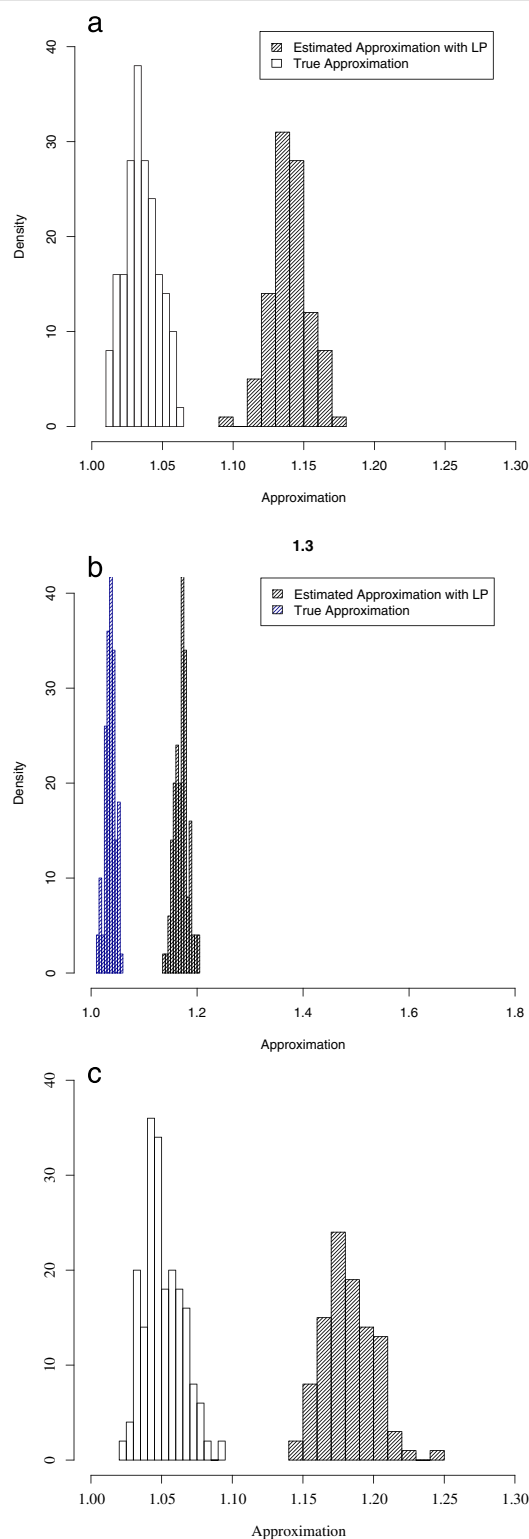 a
Estimated Approximation with LP
True Approximation
40
30
20
10
0
Density
1.00 1.05 1.10 1.15 1.20 1.25 1.30
Approximation
1.3
b
Estimated Approximation with LP
True Approximation
40
30
20
10
0
Density
1.0 1.2 1.4 1.6 1.8
Approximation
c
40
30
20
10
0
1.00 1.05 1.10 1.15 1.20 1.25 1.30
Approximation